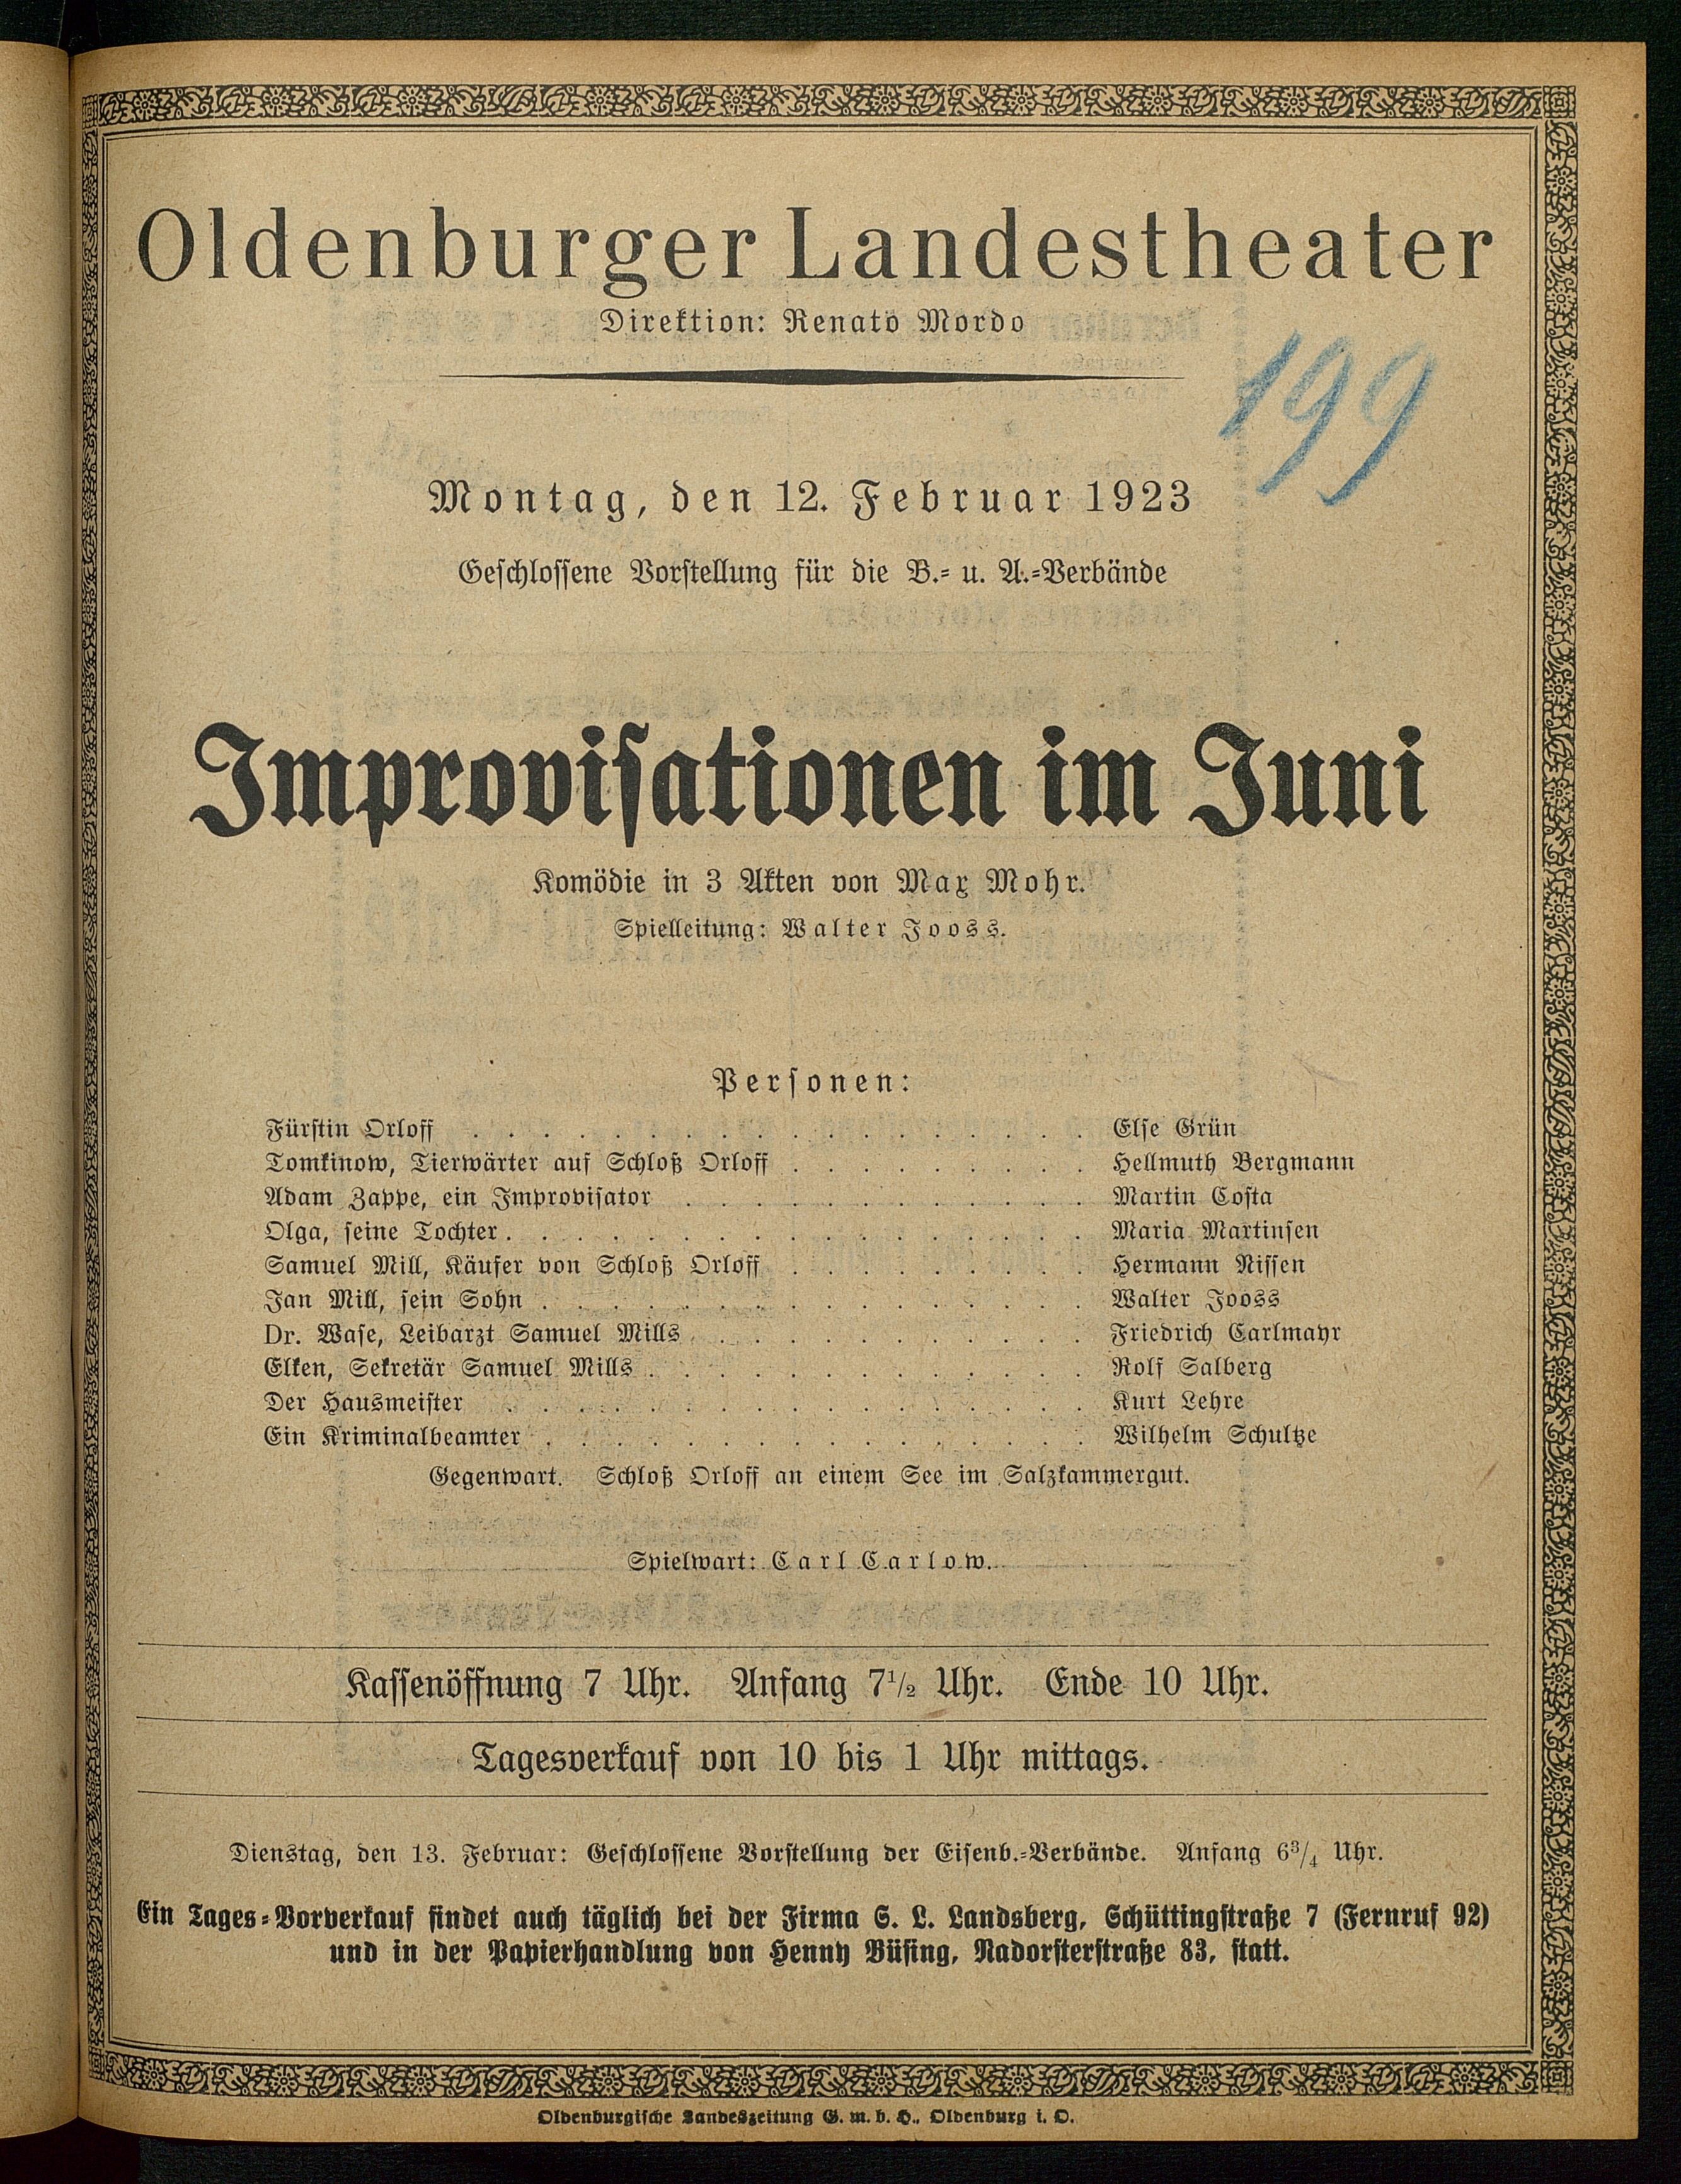 Oldenburger Landestheater
Direktion: Renato Mordo
199
Montag, den 12. Februar 1923
Geschlossene Vorstellung für die B.- u. A.-Verbände
Improvisationen im Juni
Komödie in 3 Akten von Max Mohr.
Spielleitung: Walter Jooss.
Personen:
Fürstin Orloff . . . . . . . . . . . . . . . . . . Else Grün
Tomkinow, Tierwärter auf Schloß Orloff . . . . . . . . . Hellmuth Bergmann
Adam Zappe, ein Improvisator . . . . . . . . . . . . Martin Costa
Olga, seine Tochter . . . . . . . . . . . . . . . . . Maria Martinsen
Samuel Mill, Käufer von Schloß Orloff . . . . . . . . . Hermann Nissen
Jan Mill, sein Sohn . . . . . . . . . . . . . . . . Walter Jooss
Dr. Wase, Leibarzt Samuel Mills . . . . . . . . . . . . Friedrich Carlmayr
Elken, Sekretär Samuel Mills . . . . . . . . . . . . . Rolf Salberg
Der Hausmeister . . . . . . . . . . . . . . . . . Kurt Lehre
Ein Kriminalbeamter . . . . . . . . . . . . . . . . Wilhelm Schultze
Gegenwart. Schloß Orloff an einem See im Salzkammergut.
Spielwart: Carl Carlow.
Kassenöffnung 7 Uhr. Anfang 7½ Uhr. Ende 10 Uhr.
Tagesverkauf von 10 bis 1 Uhr mittags.
Dienstag, den 13. Februar: Geschlossene Vorstellung der Eisenb.-Verbände. Anfang 6¾ Uhr.
Ein Tages-Vorverkauf findet auch täglich bei der Firma S. L. Landsberg, Schüttingstraße 7 (Fernruf 92)
und in der Papierhandlung von Henny Büsing, Nadorsterstraße 83, statt.
Oldenburgische Landeszeitung G. m. b. H., Oldenburg i. O.